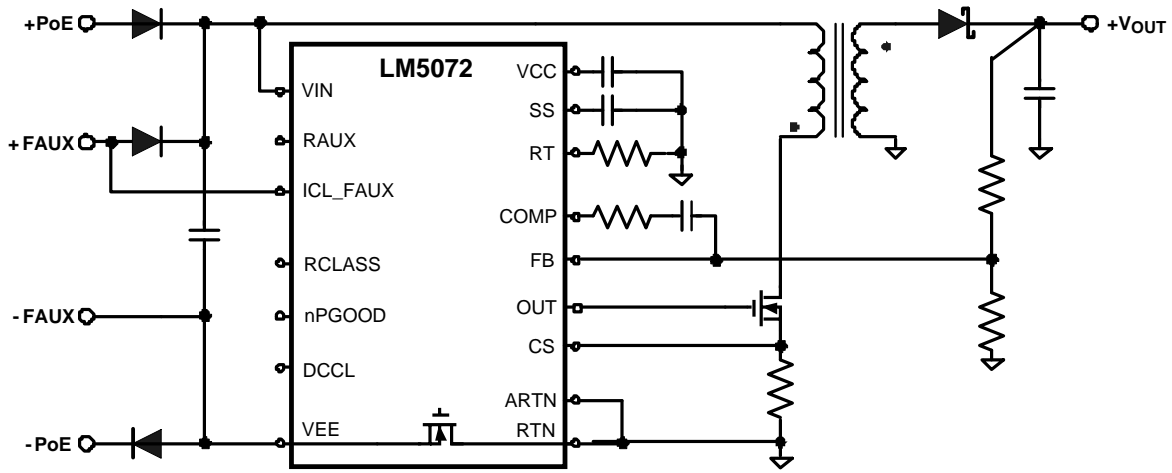 +PoE
+FAUX
-FAUX
-PoE
LM5072
VIN
RAUX
ICL_FAUX
RCLASS
nPGOOD
DCCL
VEE
VCC
SS
RT
COMP
FB
OUT
CS
ARTN
RTN
+VOUT